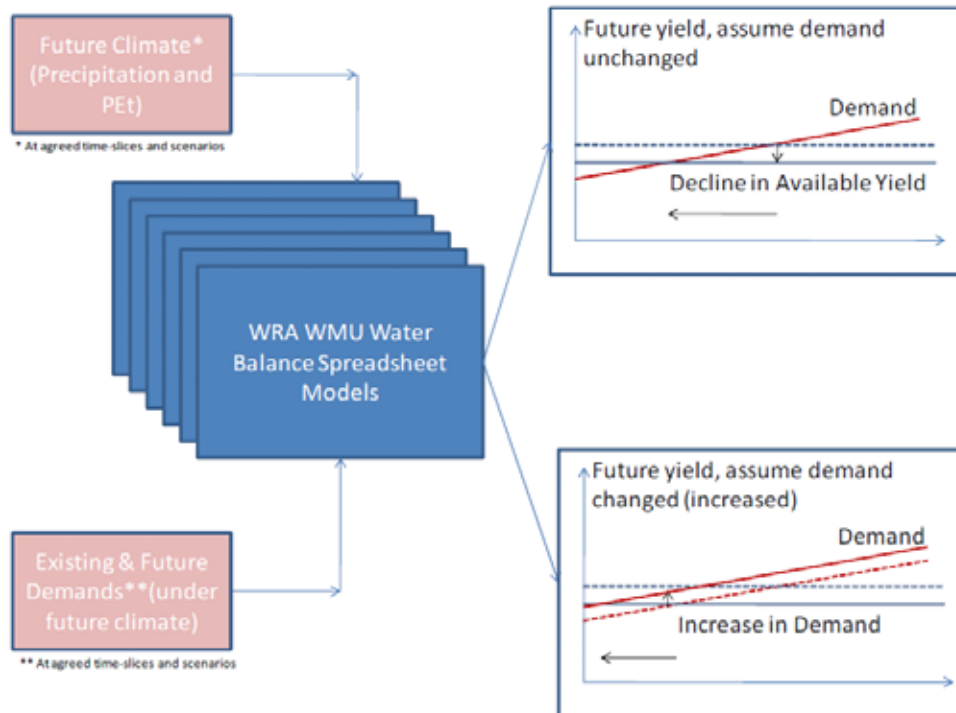 Future Climate*
(Precipitation and
PEt)
* At agreed time-slices and scenarios
WRA WMU Water
Balance Spreadsheet
Models
Existing & Future
Demands**(under
future climate)
** At agreed time-slices and scenarios
Future yield, assume demand
unchanged
Demand
Decline in Available Yield
Future yield, assume demand
changed (increased)
Demand
Increase in Demand